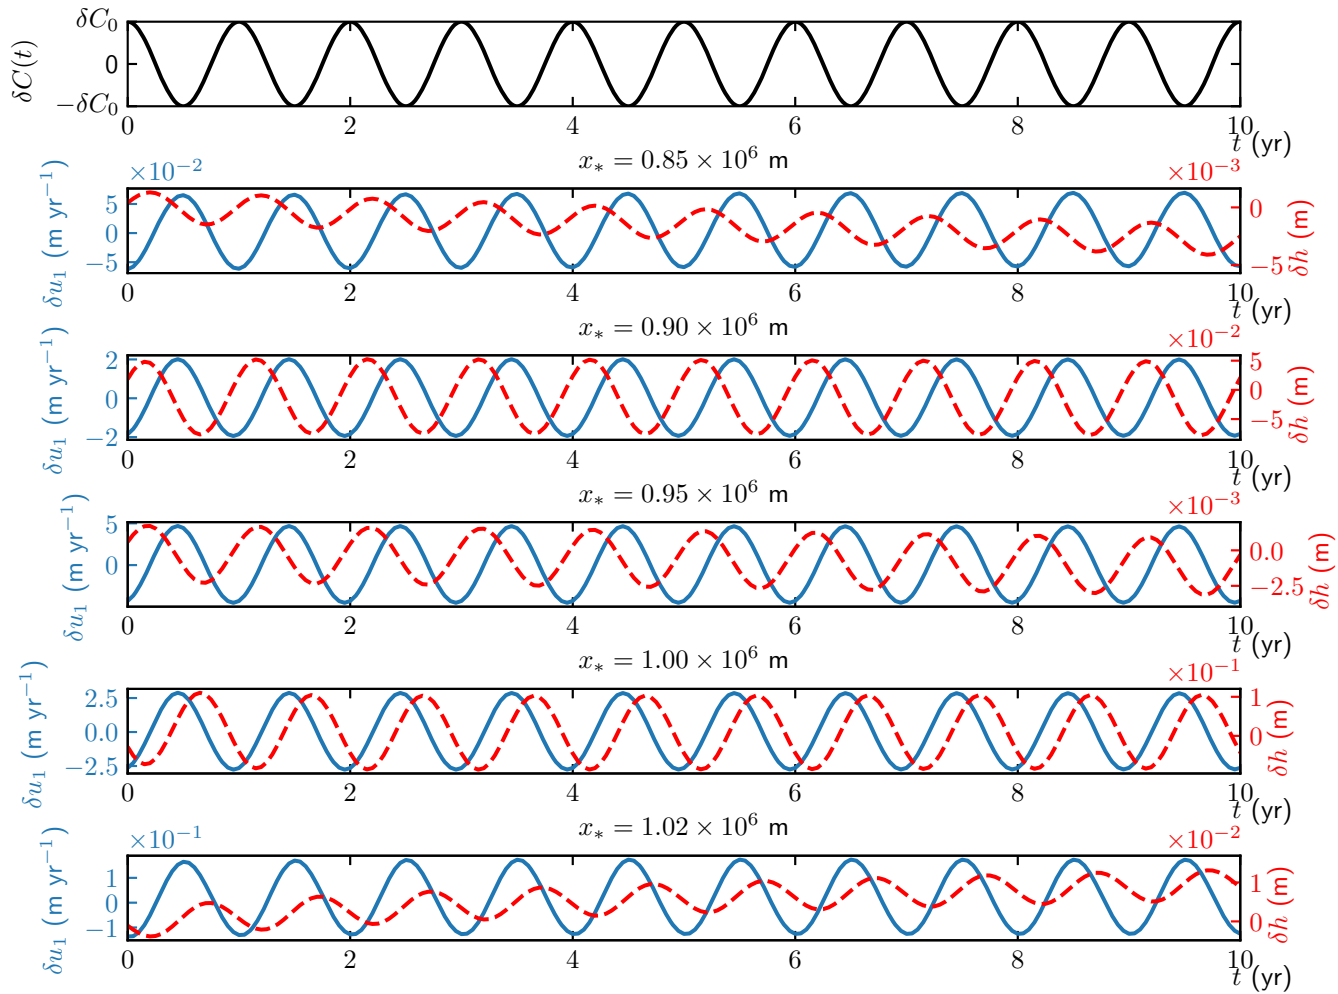 δC(t)
δC₀
0
−δC₀
0 2 4 6 8 10
t (yr)
x∗ = 0.85 × 10⁶ m
×10⁻²
×10⁻³
δu₁ (m yr⁻¹)
5
0
−5
0
−5
δh (m)
0 2 4 6 8 10
t (yr)
x∗ = 0.90 × 10⁶ m
×10⁻²
δu₁ (m yr⁻¹)
2
0
−2
5
0
−5
δh (m)
0 2 4 6 8 10
t (yr)
x∗ = 0.95 × 10⁶ m
×10⁻³
δu₁ (m yr⁻¹)
5
0
0.0
−2.5
δh (m)
0 2 4 6 8 10
t (yr)
x∗ = 1.00 × 10⁶ m
×10⁻¹
δu₁ (m yr⁻¹)
2.5
0.0
−2.5
1
0
δh (m)
0 2 4 6 8 10
t (yr)
x∗ = 1.02 × 10⁶ m
×10⁻¹
×10⁻²
δu₁ (m yr⁻¹)
1
0
−1
1
0
δh (m)
0 2 4 6 8 10
t (yr)